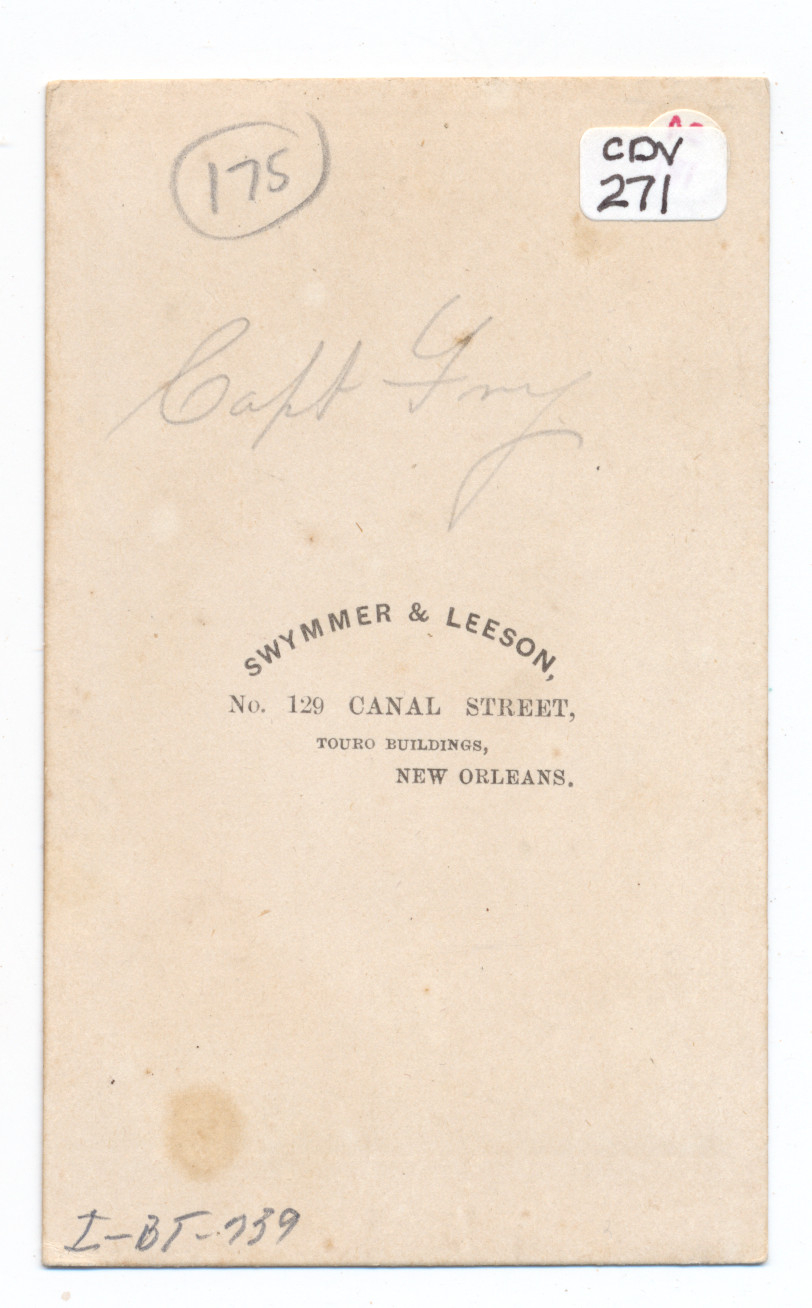 175
CDV
271
Capt Fry
SWYMMER & LEESON,
No. 129 CANAL STREET,
TOURO BUILDINGS,
NEW ORLEANS.
I-BT-739